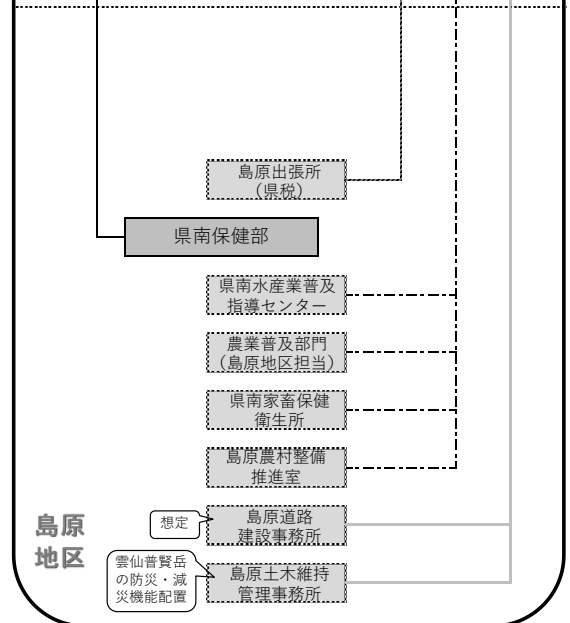 島原出張所
（県税）
県南保健部
県南水産業普及
指導センター
農業普及部門
（島原地区担当）
県南家畜保健
衛生所
島原農村整備
推進室
島原
地区
想定
島原道路
建設事務所
雲仙普賢岳
の防災・減
災機能配置
島原土木維持
管理事務所